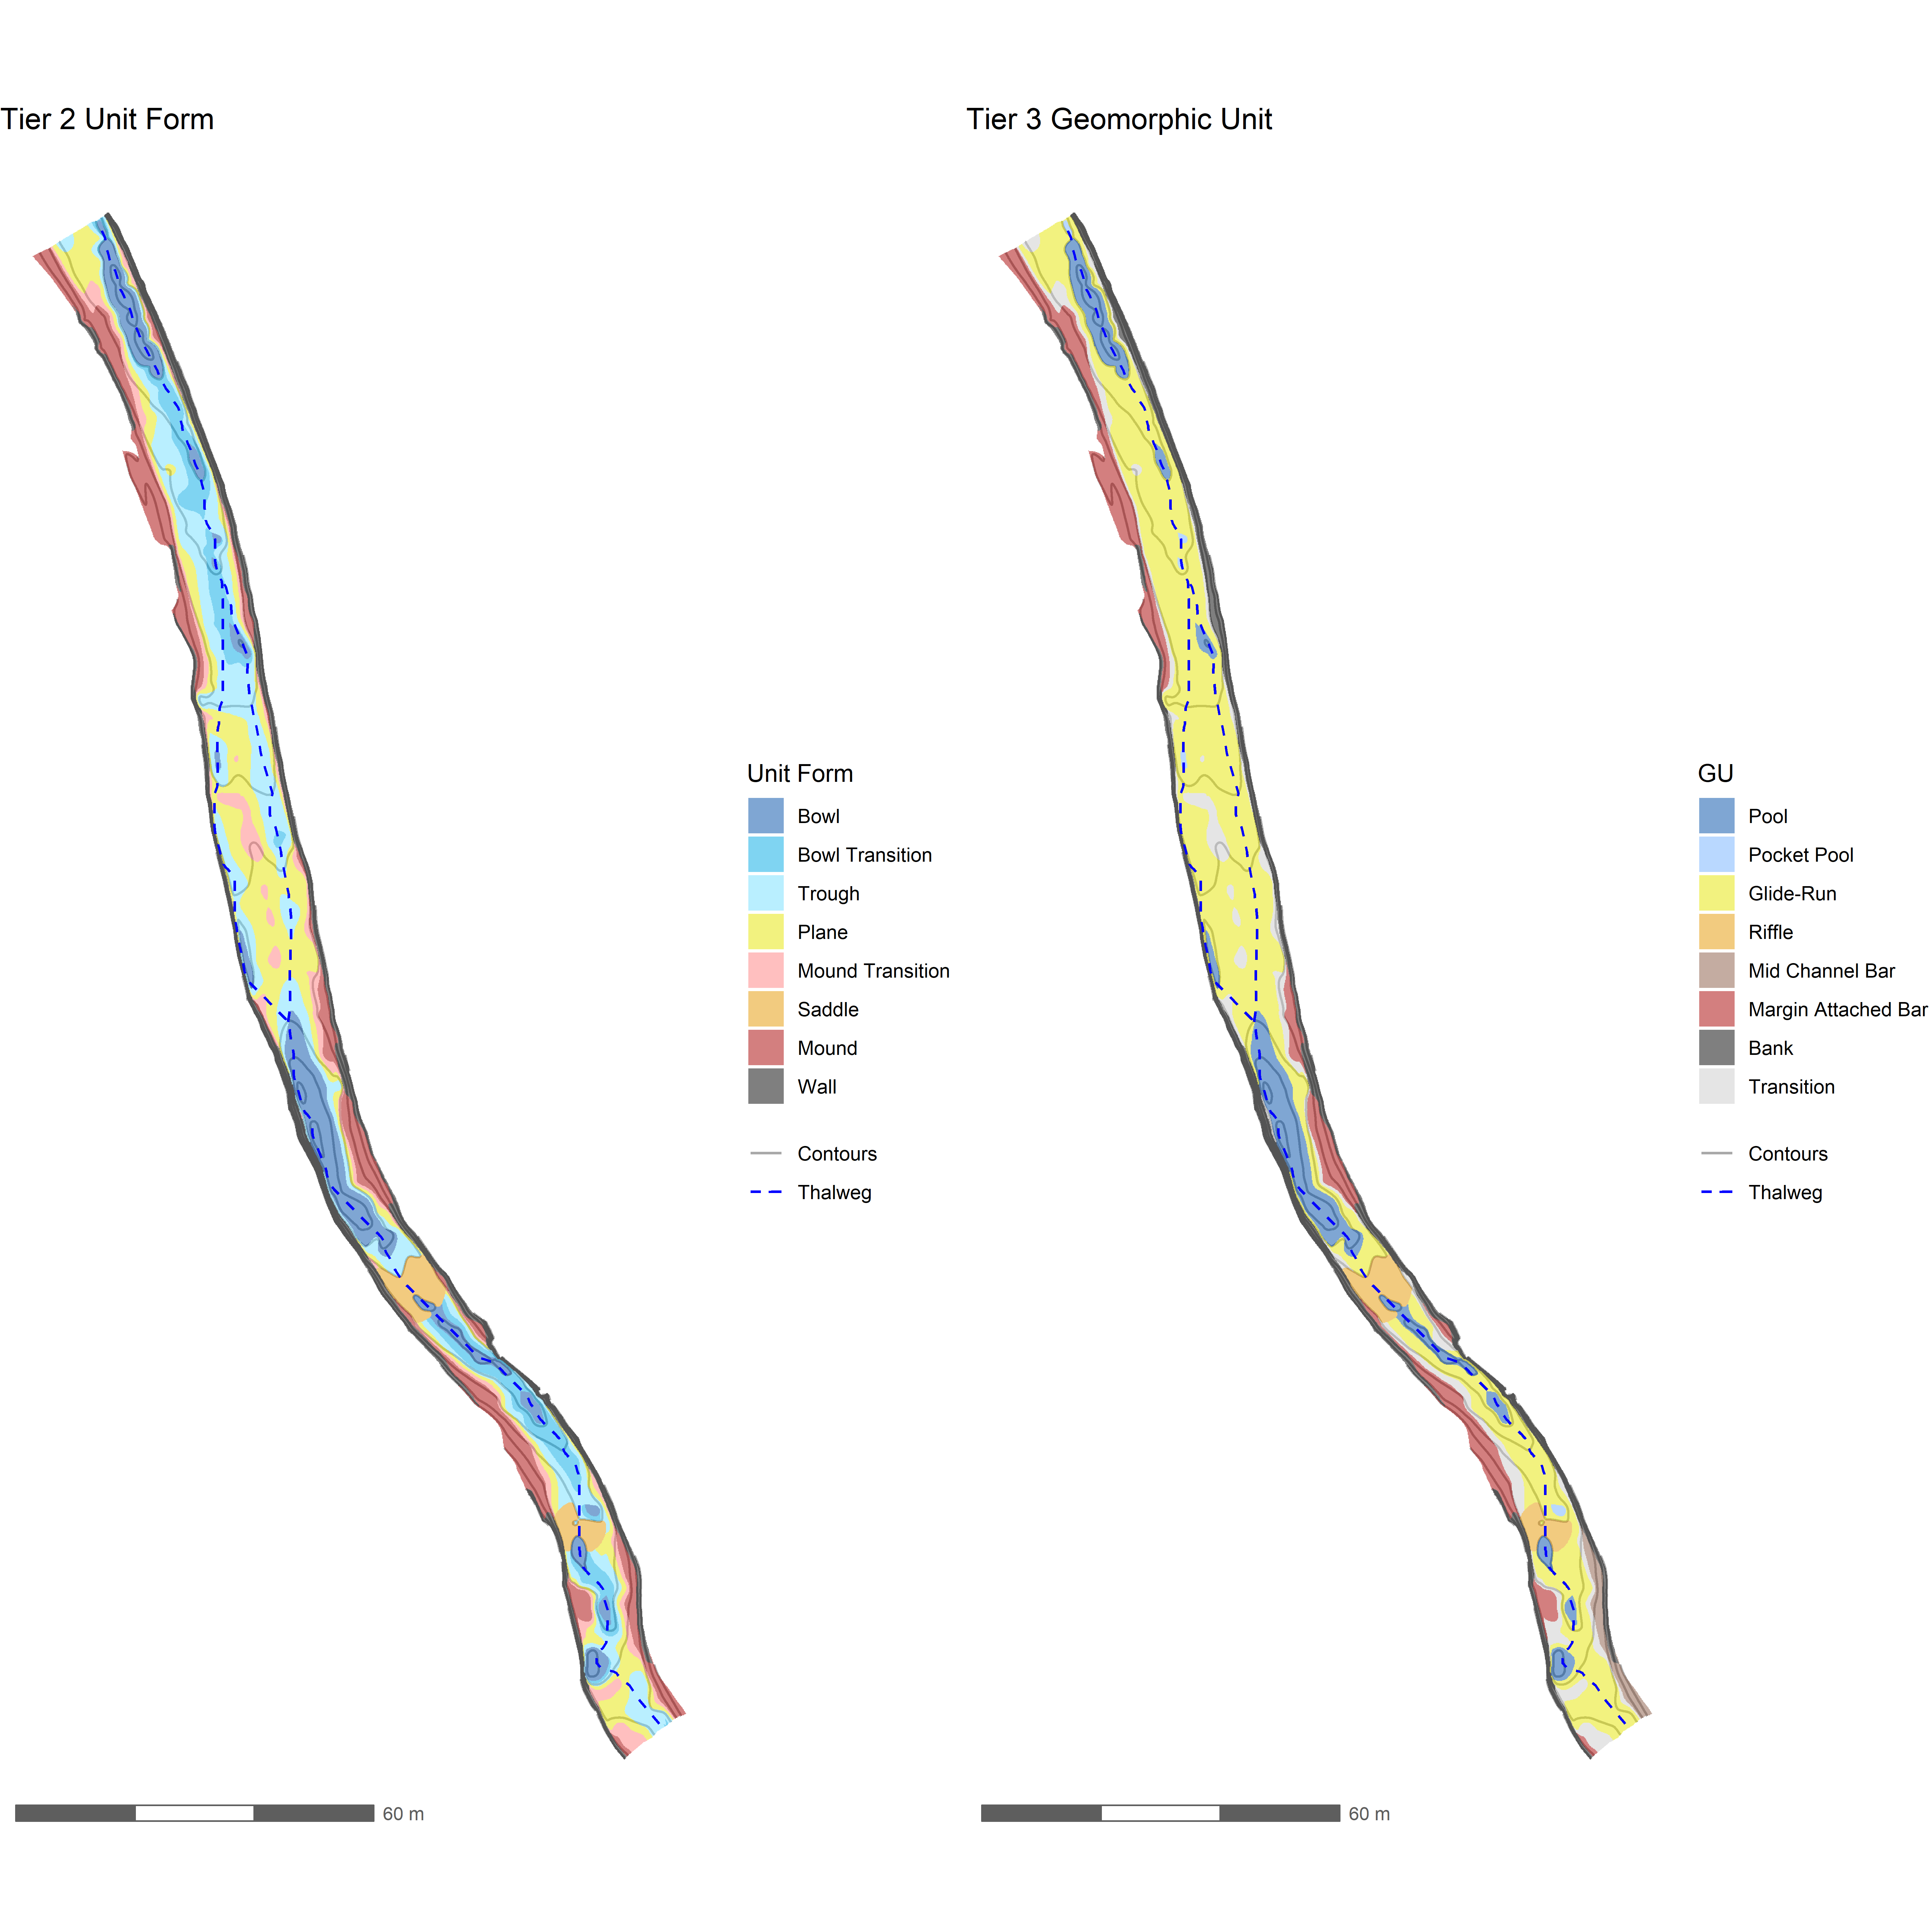 Tier 2 Unit Form
Tier 3 Geomorphic Unit
Unit Form
Bowl
Bowl Transition
Trough
Plane
Mound Transition
Saddle
Mound
Wall
Contours
Thalweg
GU
Pool
Pocket Pool
Glide-Run
Riffle
Mid Channel Bar
Margin Attached Bar
Bank
Transition
Contours
Thalweg
60 m
60 m